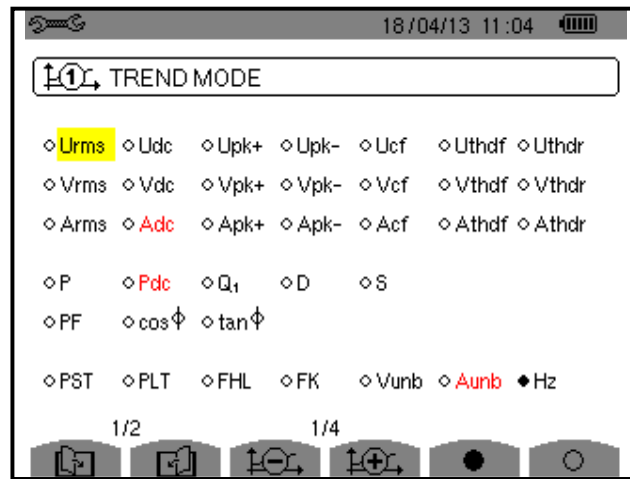 18/04/13 11:04
1 TREND MODE
Urms Udc Upk+ Upk- Ucf Uthdf Uthdr
Vrms Vdc Vpk+ Vpk- Vcf Vthdf Vthdr
Arms Adc Apk+ Apk- Acf Athdf Athdr
P Pdc Q₁ D S
PF cosϕ tanϕ
PST PLT FHL FK Vunb Aunb Hz
1/2 1/4